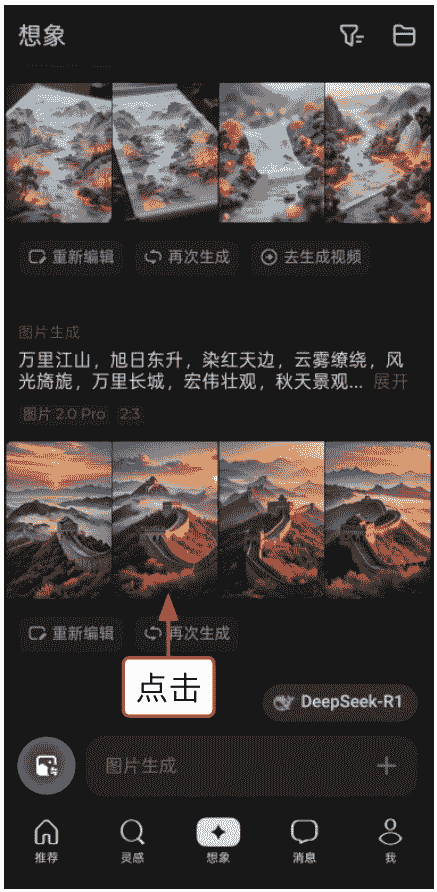 想象
重新编辑 再次生成 去生成视频
图片生成
万里江山，旭日东升，染红天边，云雾缭绕，风
光旖旎，万里长城，宏伟壮观，秋天景观... 展开
图片 2.0 Pro 2:3
重新编辑 再次生成
点击
DeepSeek-R1
图片生成
推荐 灵感 想象 消息 我